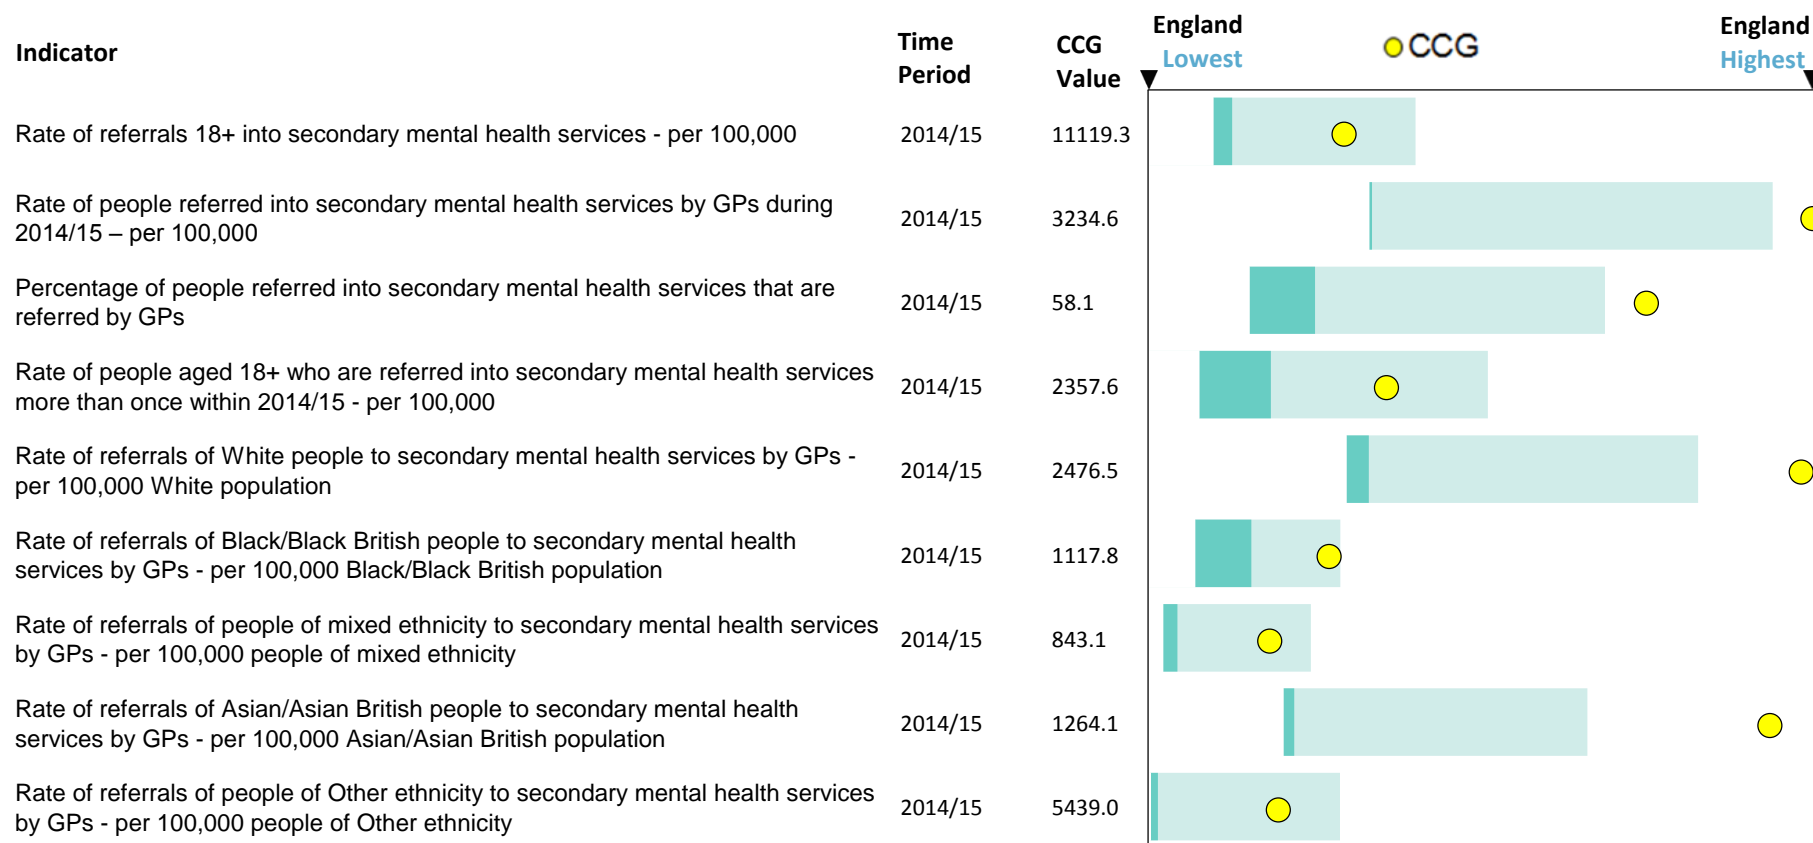 Indicator
Time Period
CCG Value
England Lowest
CCG
England Highest
Rate of referrals 18+ into secondary mental health services - per 100,000
2014/15
11119.3
Rate of people referred into secondary mental health services by GPs during
2014/15 – per 100,000
2014/15
3234.6
Percentage of people referred into secondary mental health services that are
referred by GPs
2014/15
58.1
Rate of people aged 18+ who are referred into secondary mental health services
more than once within 2014/15 - per 100,000
2014/15
2357.6
Rate of referrals of White people to secondary mental health services by GPs -
per 100,000 White population
2014/15
2476.5
Rate of referrals of Black/Black British people to secondary mental health
services by GPs - per 100,000 Black/Black British population
2014/15
1117.8
Rate of referrals of people of mixed ethnicity to secondary mental health services
by GPs - per 100,000 people of mixed ethnicity
2014/15
843.1
Rate of referrals of Asian/Asian British people to secondary mental health
services by GPs - per 100,000 Asian/Asian British population
2014/15
1264.1
Rate of referrals of people of Other ethnicity to secondary mental health services
by GPs - per 100,000 people of Other ethnicity
2014/15
5439.0